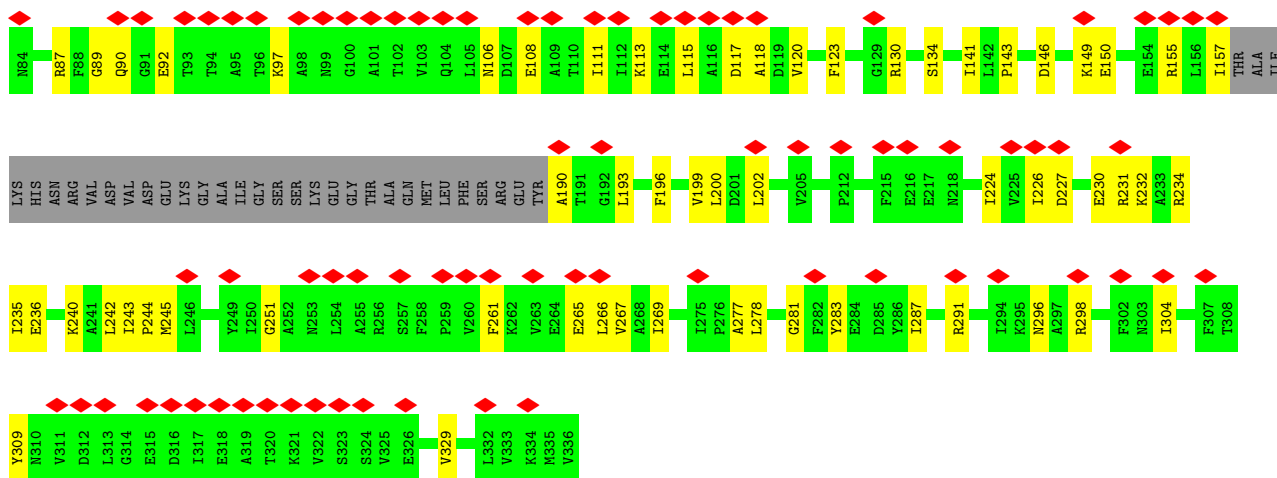 N84 R87 F88 G89 Q90 G91 E92 T93 T94 A95 T96 K97 A98 N99 G100 A101 T102 V103 Q104 L105 N106 D107 E108 A109 T110 I111 I112 K113 E114 L115 A116 D117 A118 D119 V120 F123 G129 R130 S134 I141 L142 P143 D146 K149 E150 E154 R155 L156 I157 THR ALA ILE
LYS HIS ASN ARG VAL ASP VAL ASP GLU LYS GLY ALA ILE GLY SER SER LYS GLU GLY THR ALA GLN MET LEU PHE SER ARG GLU TYR A190 T191 G192 L193 F196 V199 L200 D201 L202 V205 P212 F215 E216 E217 N218 I224 V225 I226 D227 E230 R231 K232 A233 R234
I235 E236 K240 A241 L242 I243 P244 M245 L246 Y249 I250 G251 A252 N253 L254 A255 R256 S257 F258 P259 V260 F261 K262 V263 E264 E265 L266 V267 A268 I269 I275 P276 A277 L278 G281 F282 Y283 E284 D285 Y286 I287 R291 I294 K295 N296 A297 R298 F302 N303 I304 F307 T308
Y309 N310 V311 D312 L313 G314 E315 D316 I317 E318 A319 T320 K321 V322 S323 S324 V325 E326 V329 L332 V333 K334 M335 V336